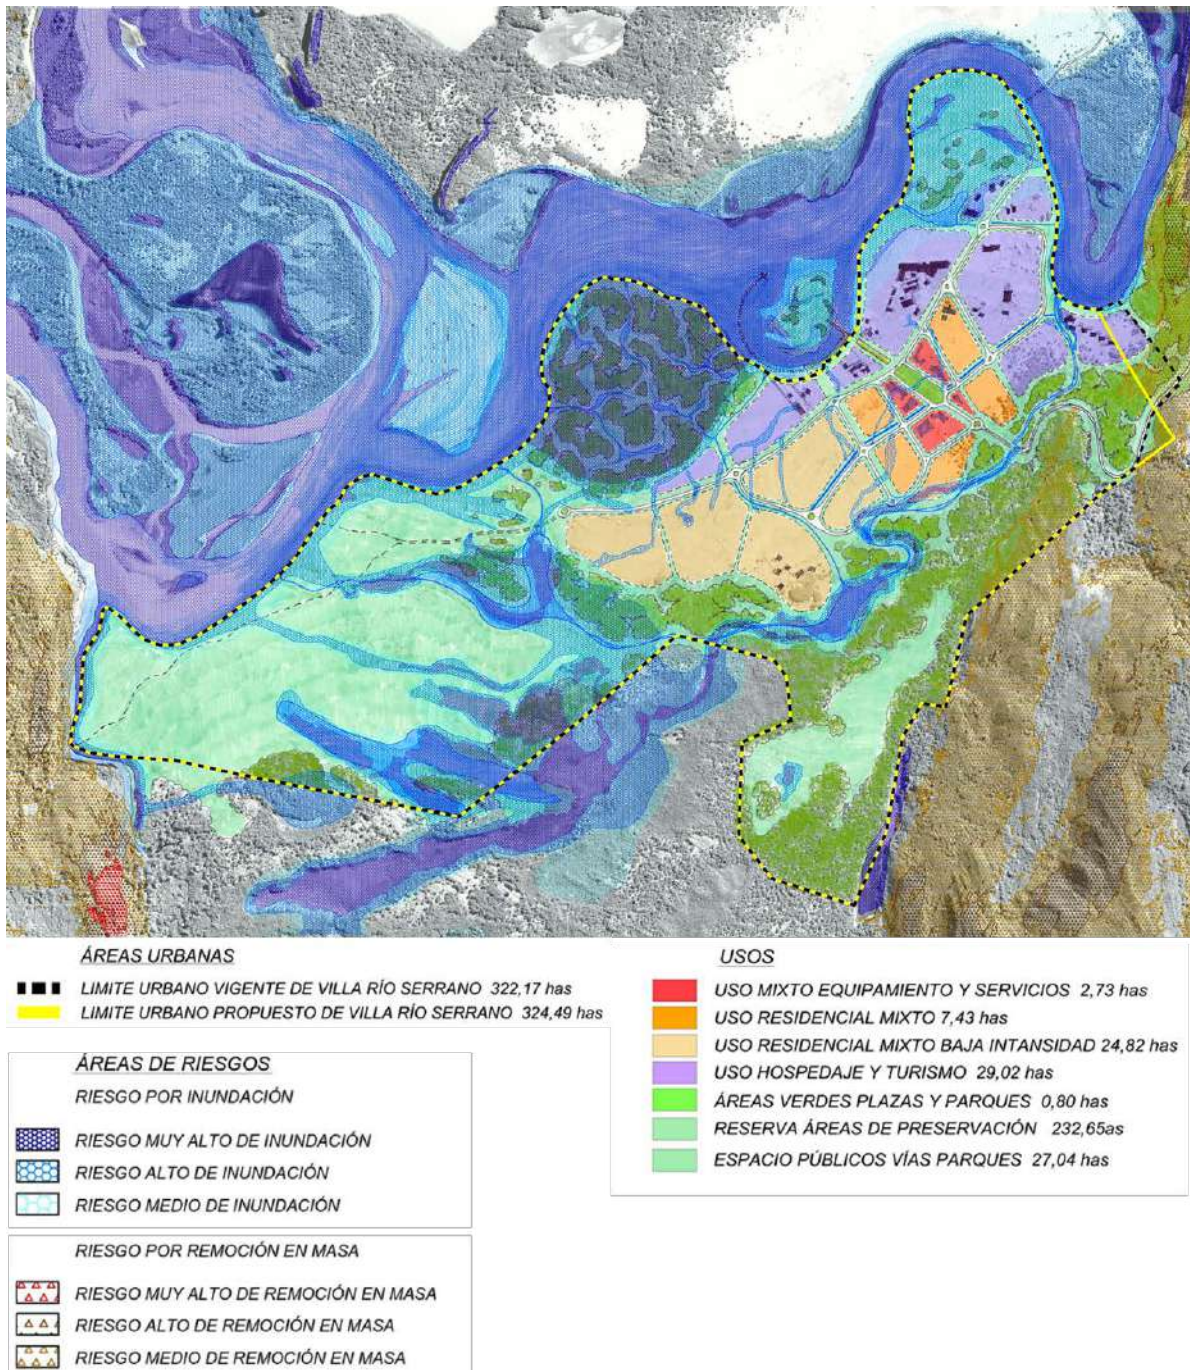 ÁREAS URBANAS
LIMITE URBANO VIGENTE DE VILLA RÍO SERRANO 322,17 has
LIMITE URBANO PROPUESTO DE VILLA RÍO SERRANO 324,49 has
ÁREAS DE RIESGOS
RIESGO POR INUNDACIÓN
RIESGO MUY ALTO DE INUNDACIÓN
RIESGO ALTO DE INUNDACIÓN
RIESGO MEDIO DE INUNDACIÓN
RIESGO POR REMOCIÓN EN MASA
RIESGO MUY ALTO DE REMOCIÓN EN MASA
RIESGO ALTO DE REMOCIÓN EN MASA
RIESGO MEDIO DE REMOCIÓN EN MASA
USOS
USO MIXTO EQUIPAMIENTO Y SERVICIOS 2,73 has
USO RESIDENCIAL MIXTO 7,43 has
USO RESIDENCIAL MIXTO BAJA INTANSIDAD 24,82 has
USO HOSPEDAJE Y TURISMO 29,02 has
ÁREAS VERDES PLAZAS Y PARQUES 0,80 has
RESERVA ÁREAS DE PRESERVACIÓN 232,65as
ESPACIO PÚBLICOS VÍAS PARQUES 27,04 has